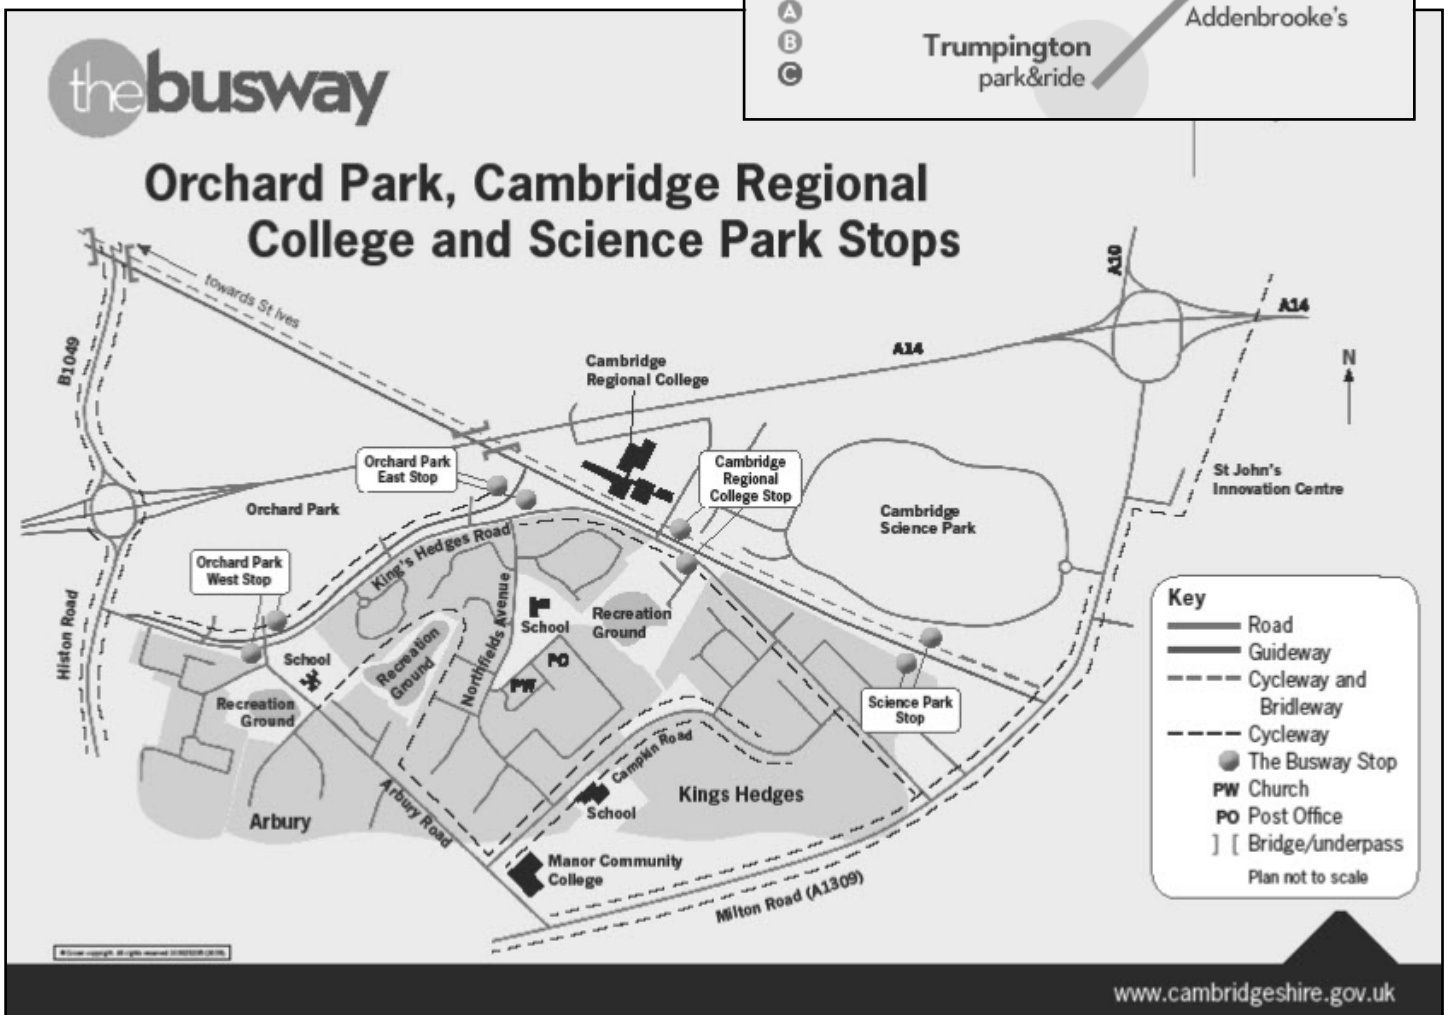 A
B
C
Trumpington
park&ride
Addenbrooke's
thebusway
Orchard Park, Cambridge Regional
College and Science Park Stops
towards St Ives
B1049
A10
A14
A14
N
Cambridge
Regional College
Orchard Park
East Stop
Cambridge
Regional
College Stop
Orchard Park
St John's
Innovation Centre
Cambridge
Science Park
King's Hedges Road
Orchard Park
West Stop
Histon Road
Northfields Avenue
School
Recreation
Ground
School
Recreation
Ground
PO
PW
Recreation
Ground
Science Park
Stop
Campkin Road
Kings Hedges
School
Arbury
Arbury Road
Manor Community
College
Milton Road (A1309)
Key
Road
Guideway
Cycleway and
Bridleway
Cycleway
The Busway Stop
PW Church
PO Post Office
] [ Bridge/underpass
Plan not to scale
www.cambridgeshire.gov.uk